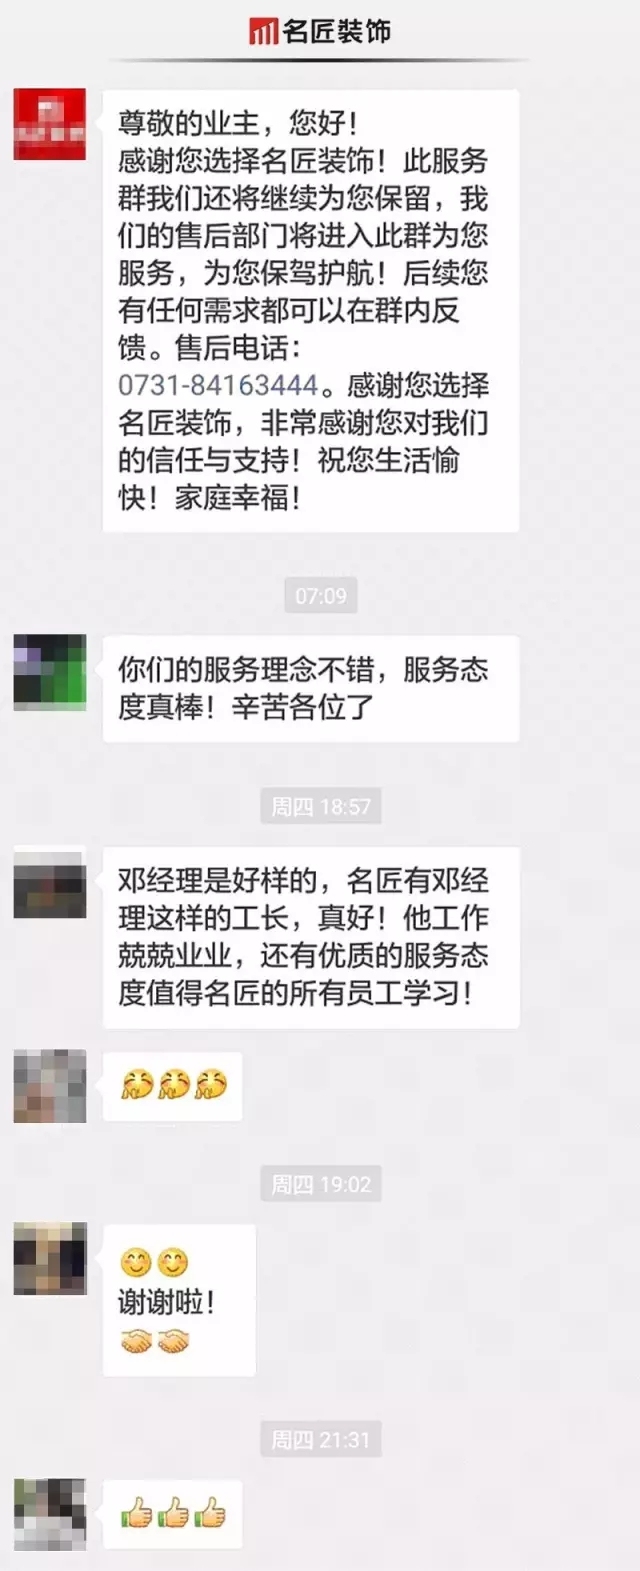 名匠装饰
尊敬的业主，您好！
感谢您选择名匠装饰！此服务
群我们还将继续为您保留，我
们的售后部门将进入此群为您
服务，为您保驾护航！后续您
有任何需求都可以在群内反
馈。售后电话：
0731-84163444。感谢您选择
名匠装饰，非常感谢您对我们
的信任与支持！祝您生活愉
快！家庭幸福！
07:09
你们的服务理念不错，服务态
度真棒！辛苦各位了
周四 18:57
邓经理是好样的，名匠有邓经
理这样的工长，真好！他工作
兢兢业业，还有优质的服务态
度值得名匠的所有员工学习！
周四 19:02
谢谢啦！
周四 21:31